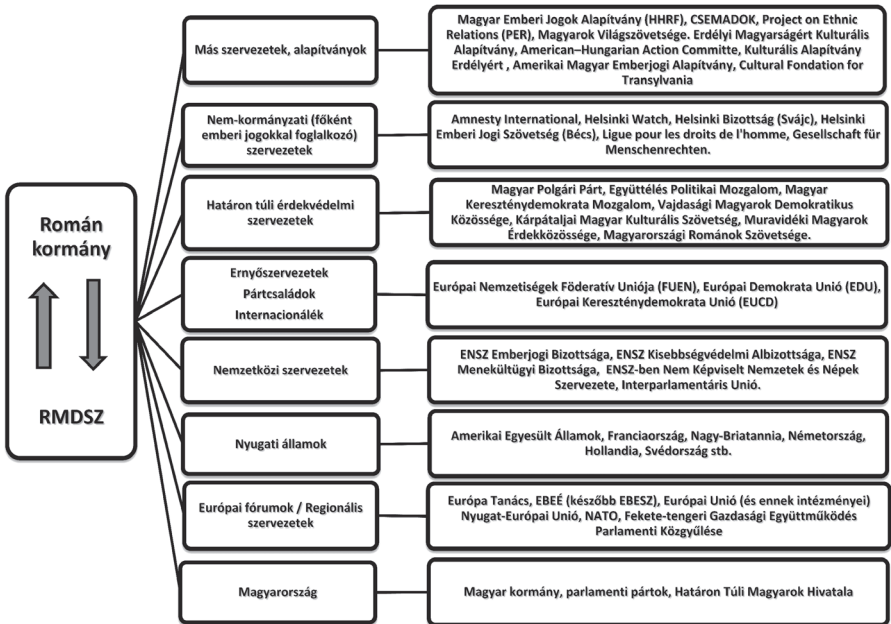 Román
kormány
RMDSZ
Más szervezetek, alapítványok
Magyar Emberi Jogok Alapítvány (HHRF), CSEMADOK, Project on Ethnic
Relations (PER), Magyarok Világszövetsége. Erdélyi Magyarságért Kulturális
Alapítvány, American–Hungarian Action Committe, Kulturális Alapítvány
Erdélyért , Amerikai Magyar Emberjogi Alapítvány, Cultural Fondation for
Transylvania
Nem-kormányzati (főként
emberi jogokkal foglalkozó)
szervezetek
Amnesty International, Helsinki Watch, Helsinki Bizottság (Svájc), Helsinki
Emberi Jogi Szövetség (Bécs), Ligue pour les droits de l'homme, Gesellschaft für
Menschenrechten.
Határon túli érdekvédelmi
szervezetek
Magyar Polgári Párt, Együttélés Politikai Mozgalom, Magyar
Kereszténydemokrata Mozgalom, Vajdasági Magyarok Demokratikus
Közössége, Kárpátaljai Magyar Kulturális Szövetség, Muravidéki Magyarok
Érdekközössége, Magyarországi Románok Szövetsége.
Ernyőszervezetek
Pártcsaládok
Internacionálék
Európai Nemzetiségek Föderatív Uniója (FUEN), Európai Demokrata Unió (EDU),
Európai Kereszténydemokrata Unió (EUCD)
Nemzetközi szervezetek
ENSZ Emberjogi Bizottsága, ENSZ Kisebbségvédelmi Albizottsága, ENSZ
Menekültügyi Bizottsága, ENSZ-ben Nem Képviselt Nemzetek és Népek
Szervezete, Interparlamentáris Unió.
Nyugati államok
Amerikai Egyesült Államok, Franciaország, Nagy-Briatannia, Németország,
Hollandia, Svédország stb.
Európai fórumok / Regionális
szervezetek
Európa Tanács, EBEÉ (később EBESZ), Európai Unió (és ennek intézményei)
Nyugat-Európai Unió, NATO, Fekete-tengeri Gazdasági Együttműködés
Parlamenti Közgyűlése
Magyarország
Magyar kormány, parlamenti pártok, Határon Túli Magyarok Hivatala